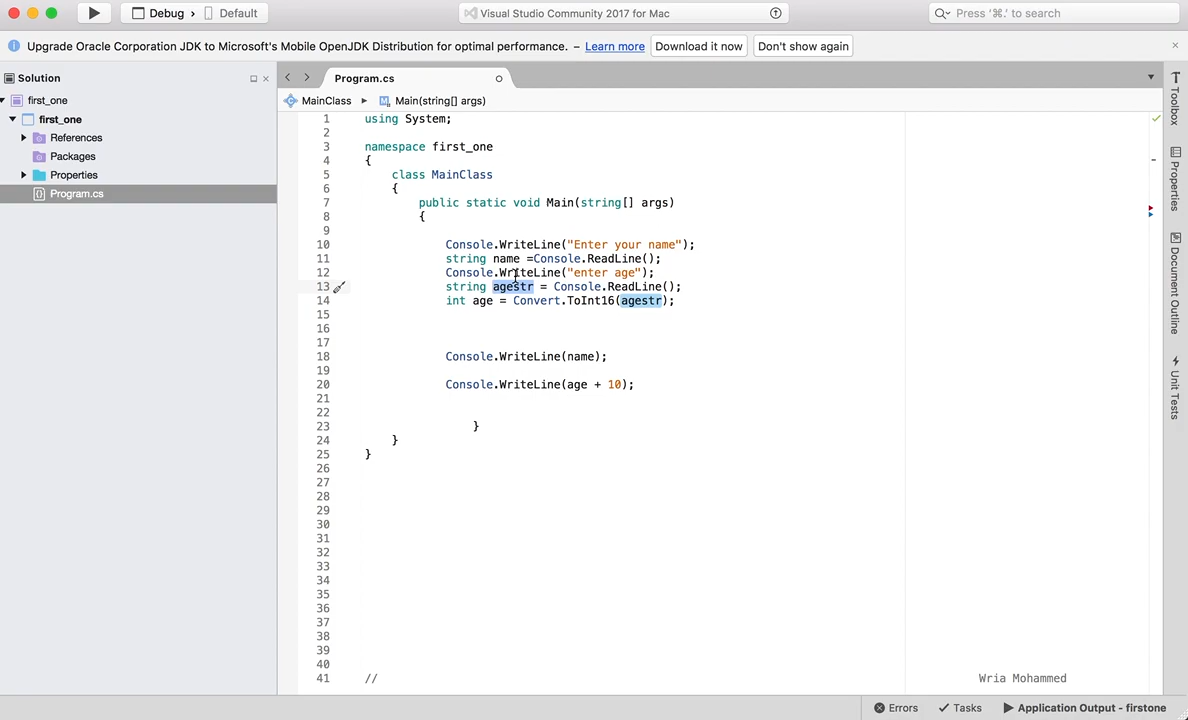 Debug › Default
Visual Studio Community 2017 for Mac
Press '⌘.' to search
Upgrade Oracle Corporation JDK to Microsoft's Mobile OpenJDK Distribution for optimal performance. – Learn more
Download it now
Don't show again
Solution
first_one
first_one
References
Packages
Properties
Program.cs
Program.cs
MainClass ▸ Main(string[] args)
1 using System;
2
3 namespace first_one
4 {
5 class MainClass
6 {
7 public static void Main(string[] args)
8 {
9
10 Console.WriteLine("Enter your name");
11 string name =Console.ReadLine();
12 Console.WriteLine("enter age");
13 string agestr = Console.ReadLine();
14 int age = Convert.ToInt16(agestr);
15
16
17
18 Console.WriteLine(name);
19
20 Console.WriteLine(age + 10);
21
22
23 }
24 }
25 }
26
27
28
29
30
31
32
33
34
35
36
37
38
39
40
41 // Wria Mohammed
Toolbox
Properties
Document Outline
Unit Tests
Errors
Tasks
Application Output - firstone